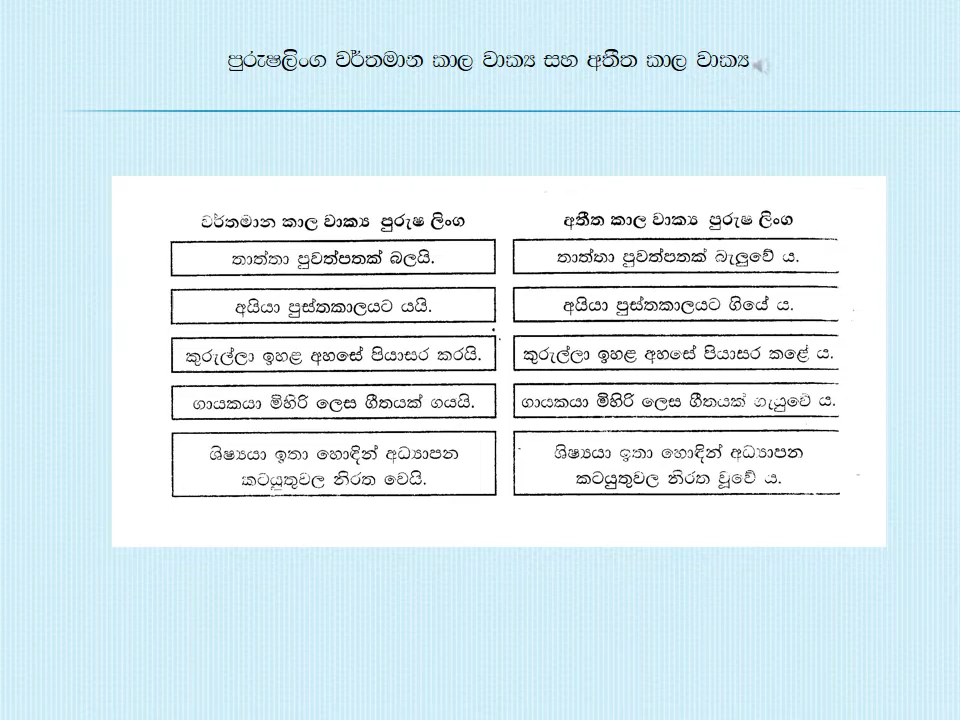 පුරුෂලිංග වර්තමාන කාල වාක්‍ය සහ අතීත කාල වාක්‍ය
වර්තමාන කාල වාක්‍ය පුරුෂ ලිංග
තාත්තා පුවත්පතක් බලයි.
අයියා පුස්තකාලයට යයි.
කුරුල්ලා ඉහළ අහසේ පියාසර කරයි.
ගායකයා මිහිරි ලෙස ගීතයක් ගයයි.
ශිෂ්‍යයා ඉතා හොඳින් අධ්‍යාපන
කටයුතුවල නිරත වෙයි.
අතීත කාල වාක්‍ය පුරුෂ ලිංග
තාත්තා පුවත්පතක් බැලුවේ ය.
අයියා පුස්තකාලයට ගියේ ය.
කුරුල්ලා ඉහළ අහසේ පියාසර කළේ ය.
ගායකයා මිහිරි ලෙස ගීතයක් ගැයුවේ ය.
ශිෂ්‍යයා ඉතා හොඳින් අධ්‍යාපන
කටයුතුවල නිරත වූවේ ය.